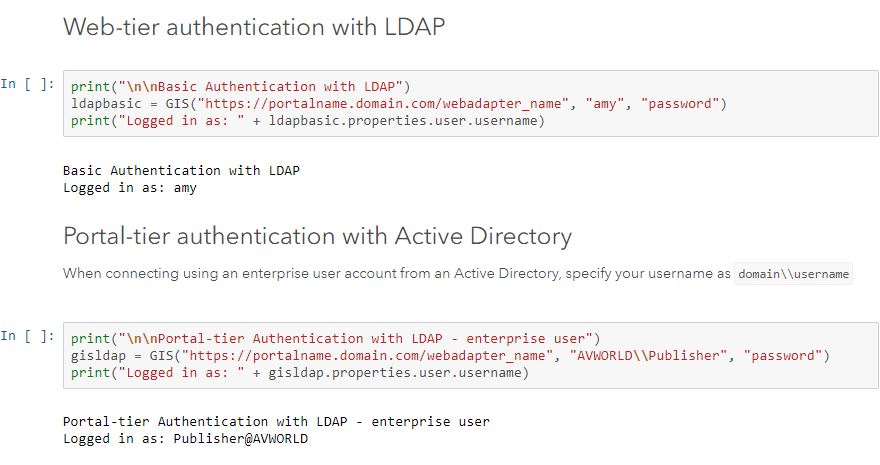 Web-tier authentication with LDAP
In [ ]:
print("\n\nBasic Authentication with LDAP")
ldapbasic = GIS("https://portalname.domain.com/webadapter_name", "amy", "password")
print("Logged in as: " + ldapbasic.properties.user.username)
Basic Authentication with LDAP
Logged in as: amy
Portal-tier authentication with Active Directory
When connecting using an enterprise user account from an Active Directory, specify your username as domain\\username
In [ ]:
print("\n\nPortal-tier Authentication with LDAP - enterprise user")
gisldap = GIS("https://portalname.domain.com/webadapter_name", "AVWORLD\\Publisher", "password")
print("Logged in as: " + gisldap.properties.user.username)
Portal-tier Authentication with LDAP - enterprise user
Logged in as: Publisher@AVWORLD